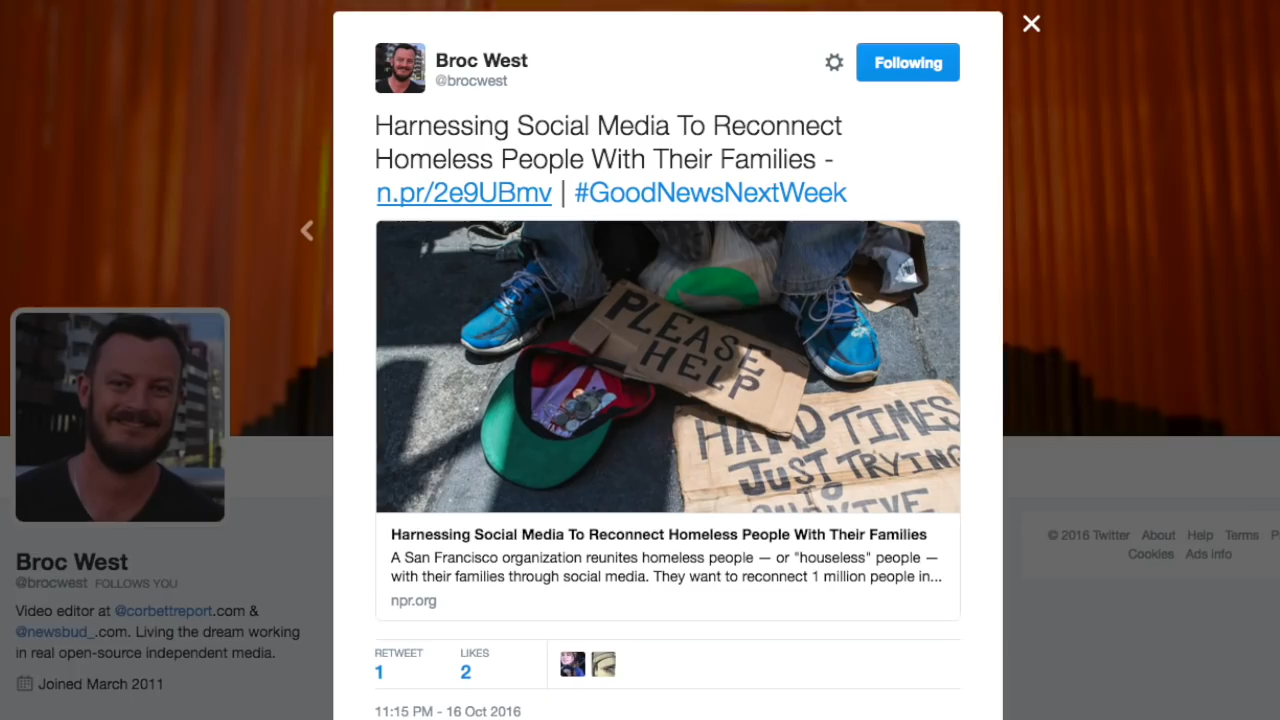 Broc West
@brocwest
Following
Harnessing Social Media To Reconnect
Homeless People With Their Families -
n.pr/2e9UBmv | #GoodNewsNextWeek
PLEASE
HELP
HARD TIMES
JUST TRYING
TO
Harnessing Social Media To Reconnect Homeless People With Their Families
A San Francisco organization reunites homeless people — or "houseless" people —
with their families through social media. They want to reconnect 1 million people in...
npr.org
RETWEET LIKES
1 2
11:15 PM - 16 Oct 2016
Broc West
@brocwest FOLLOWS YOU
Video editor at @corbettreport.com &
@newsbud_.com. Living the dream working
in real open-source independent media.
Joined March 2011
© 2016 Twitter About Help Terms
Cookies Ads info